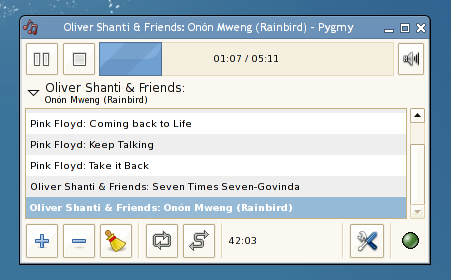 Oliver Shanti & Friends: Onón Mweng (Rainbird) - Pygmy
01:07 / 05:11
Oliver Shanti & Friends:
Onón Mweng (Rainbird)
Pink Floyd: Coming back to Life
Pink Floyd: Keep Talking
Pink Floyd: Take it Back
Oliver Shanti & Friends: Seven Times Seven-Govinda
Oliver Shanti & Friends: Onón Mweng (Rainbird)
42:03